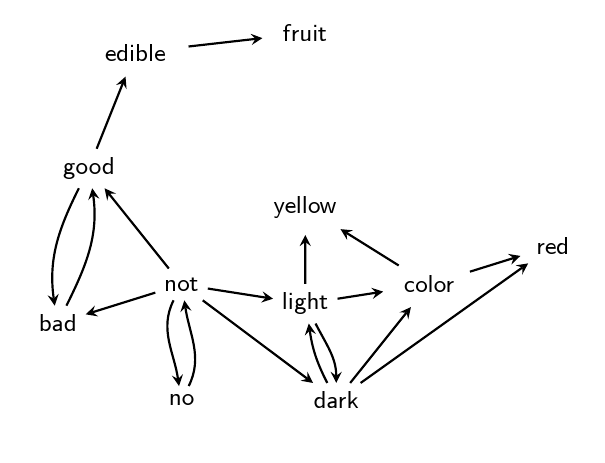 fruit
edible
good
yellow
red
not
color
light
bad
no
dark